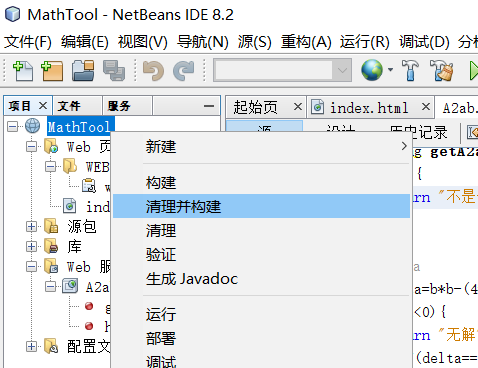 MathTool - NetBeans IDE 8.2
文件(F) 编辑(E) 视图(V) 导航(N) 源(S) 重构(A) 运行(R) 调试(D) 分析
项目 × 文件 服务
起始页 index.html A2ab.
源 设计 历史记录
MathTool
Web 页
WEB
w
ind
源包
库
Web 服
A2a
g
h
配置文
新建
构建
清理并构建
清理
验证
生成 Javadoc
运行
部署
调试
g getA2a
{
rn "不是
a
a=b*b-(4
<0){
rn "无解
(delta==